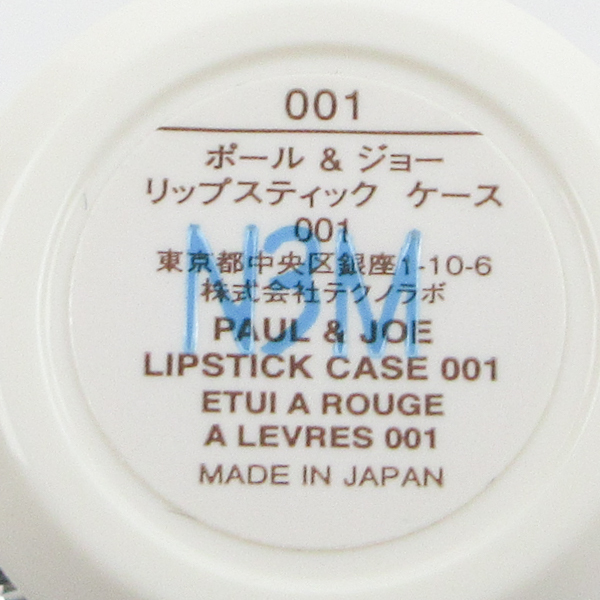 001
ポール & ジョー
リップスティック ケース
001
東京都中央区銀座1-10-6
株式会社テクノラボ
N9M
PAUL & JOE
LIPSTICK CASE 001
ETUI A ROUGE
A LEVRES 001
MADE IN JAPAN